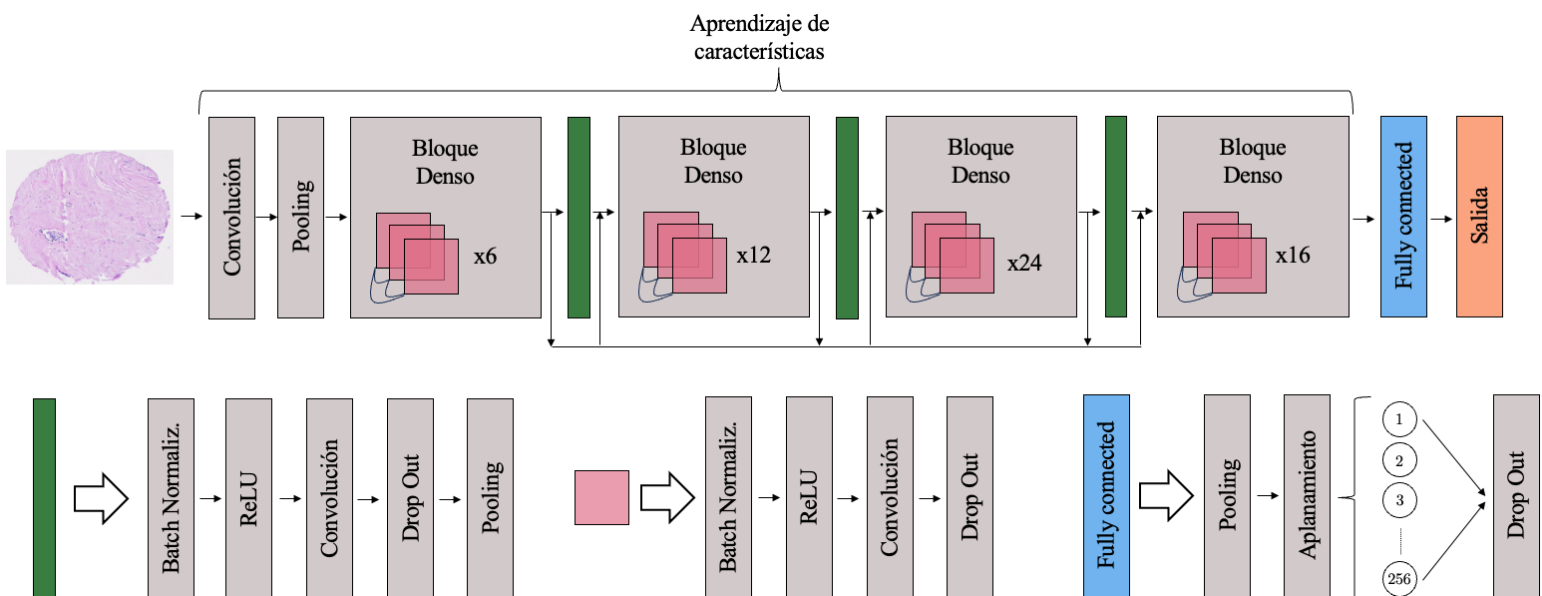 Aprendizaje de
características
Convolución
Pooling
Bloque
Denso
x6
Bloque
Denso
x12
Bloque
Denso
x24
Bloque
Denso
x16
Fully connected
Salida
Batch Normaliz.
ReLU
Convolución
Drop Out
Pooling
Batch Normaliz.
ReLU
Convolución
Drop Out
Fully connected
Pooling
Aplanamiento
1
2
3
256
Drop Out